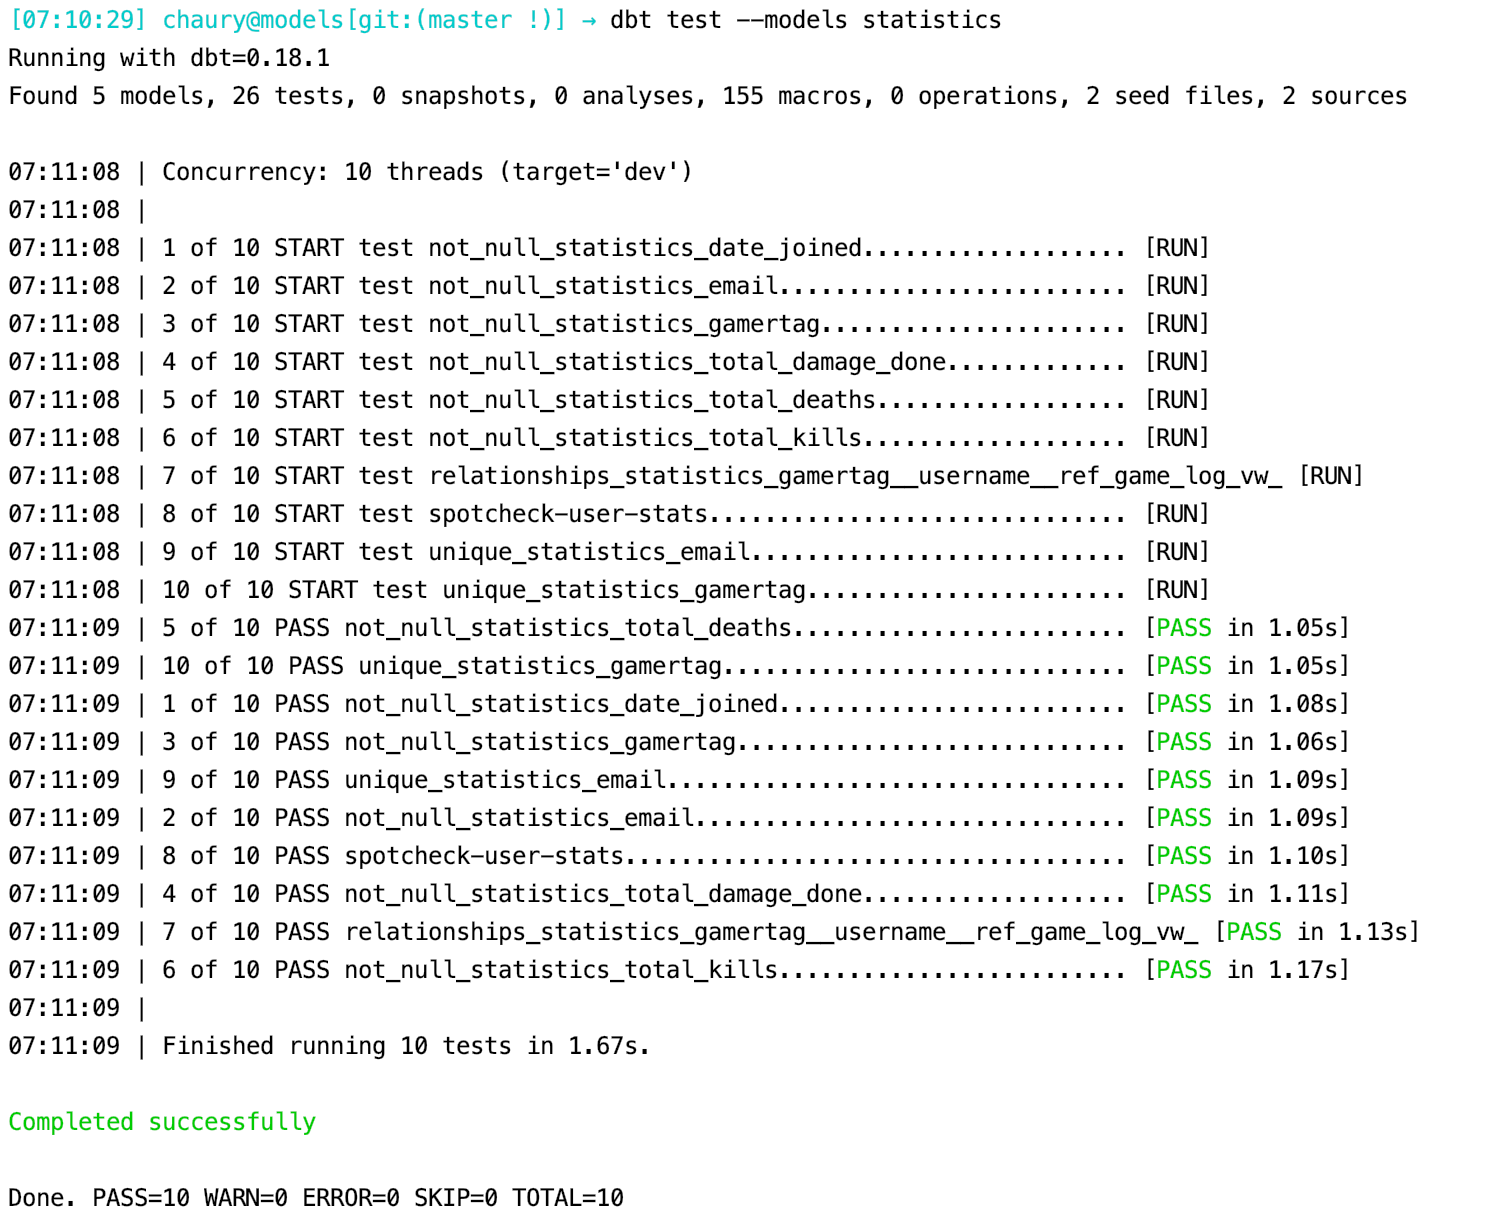 [07:10:29] chaury@models[git:(master !)] → dbt test --models statistics
Running with dbt=0.18.1
Found 5 models, 26 tests, 0 snapshots, 0 analyses, 155 macros, 0 operations, 2 seed files, 2 sources
07:11:08 | Concurrency: 10 threads (target='dev')
07:11:08 |
07:11:08 | 1 of 10 START test not_null_statistics_date_joined................... [RUN]
07:11:08 | 2 of 10 START test not_null_statistics_email......................... [RUN]
07:11:08 | 3 of 10 START test not_null_statistics_gamertag...................... [RUN]
07:11:08 | 4 of 10 START test not_null_statistics_total_damage_done............. [RUN]
07:11:08 | 5 of 10 START test not_null_statistics_total_deaths.................. [RUN]
07:11:08 | 6 of 10 START test not_null_statistics_total_kills................... [RUN]
07:11:08 | 7 of 10 START test relationships_statistics_gamertag__username__ref_game_log_vw_ [RUN]
07:11:08 | 8 of 10 START test spotcheck-user-stats.............................. [RUN]
07:11:08 | 9 of 10 START test unique_statistics_email........................... [RUN]
07:11:08 | 10 of 10 START test unique_statistics_gamertag....................... [RUN]
07:11:09 | 5 of 10 PASS not_null_statistics_total_deaths........................ [PASS in 1.05s]
07:11:09 | 10 of 10 PASS unique_statistics_gamertag............................. [PASS in 1.05s]
07:11:09 | 1 of 10 PASS not_null_statistics_date_joined......................... [PASS in 1.08s]
07:11:09 | 3 of 10 PASS not_null_statistics_gamertag............................ [PASS in 1.06s]
07:11:09 | 9 of 10 PASS unique_statistics_email................................. [PASS in 1.09s]
07:11:09 | 2 of 10 PASS not_null_statistics_email............................... [PASS in 1.09s]
07:11:09 | 8 of 10 PASS spotcheck-user-stats.................................... [PASS in 1.10s]
07:11:09 | 4 of 10 PASS not_null_statistics_total_damage_done................... [PASS in 1.11s]
07:11:09 | 7 of 10 PASS relationships_statistics_gamertag__username__ref_game_log_vw_ [PASS in 1.13s]
07:11:09 | 6 of 10 PASS not_null_statistics_total_kills......................... [PASS in 1.17s]
07:11:09 |
07:11:09 | Finished running 10 tests in 1.67s.
Completed successfully
Done. PASS=10 WARN=0 ERROR=0 SKIP=0 TOTAL=10